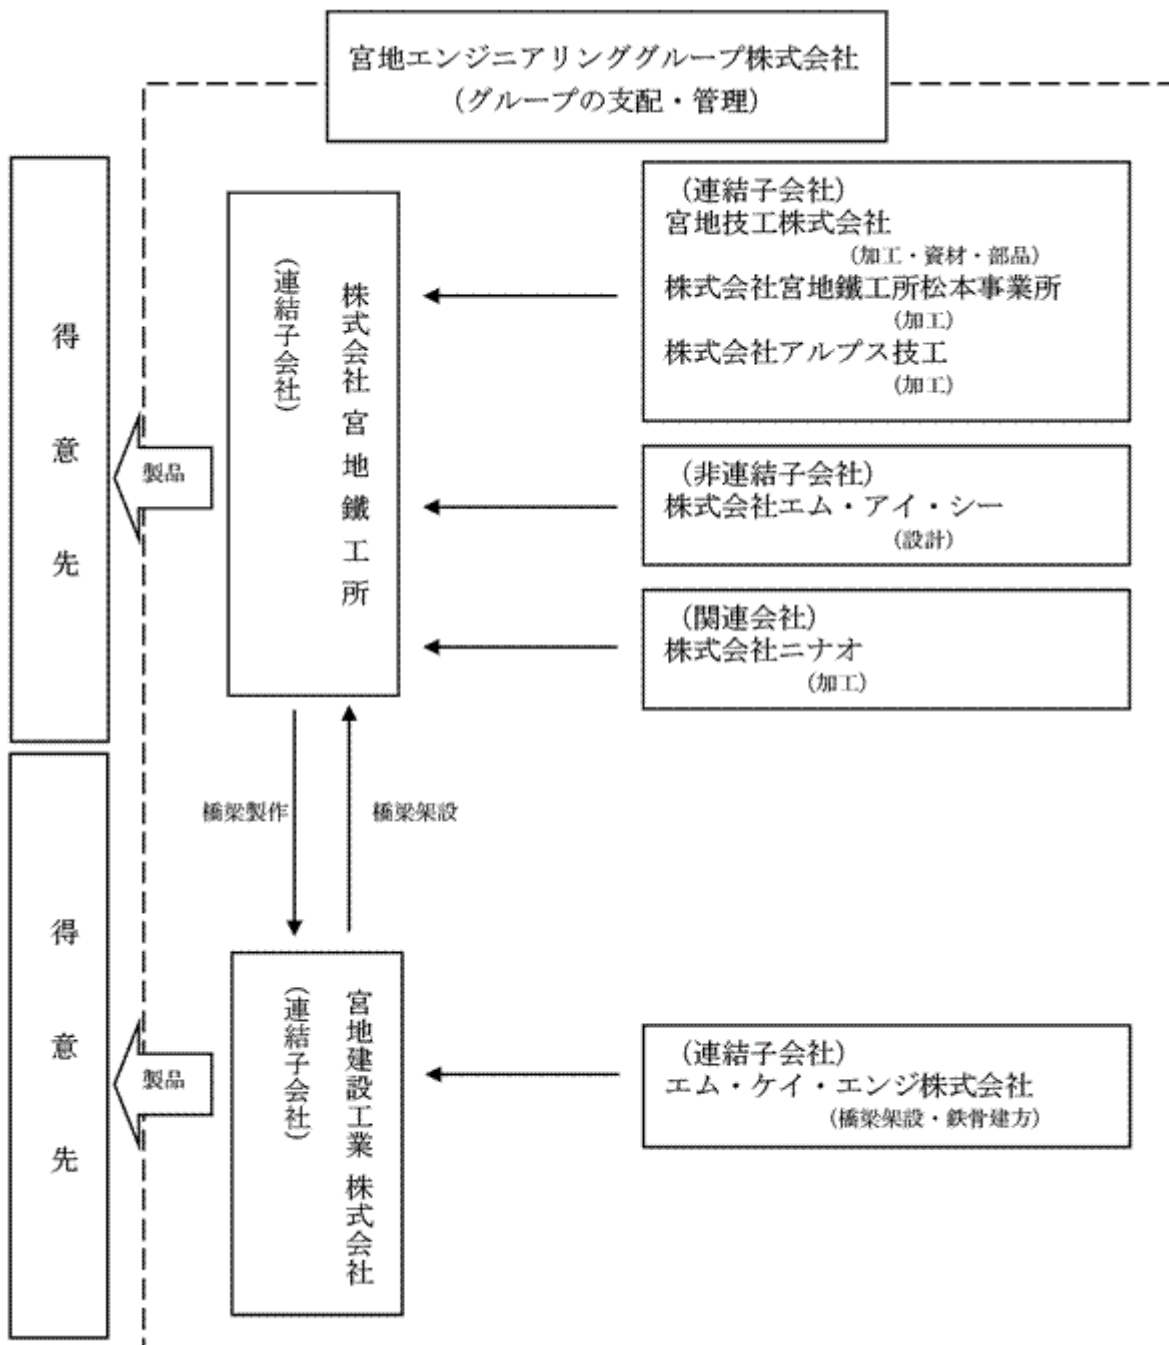 宮地エンジニアリンググループ株式会社
(グループの支配・管理)
得意先
製品
株式会社宮地鐵工所
(連結子会社)
(連結子会社)
宮地技工株式会社
(加工・資材・部品)
株式会社宮地鐵工所松本事業所
(加工)
株式会社アルプス技工
(加工)
(非連結子会社)
株式会社エム・アイ・シー
(設計)
(関連会社)
株式会社ニナオ
(加工)
橋梁製作
橋梁架設
得意先
製品
宮地建設工業株式会社
(連結子会社)
(連結子会社)
エム・ケイ・エンジ株式会社
(橋梁架設・鉄骨建方)